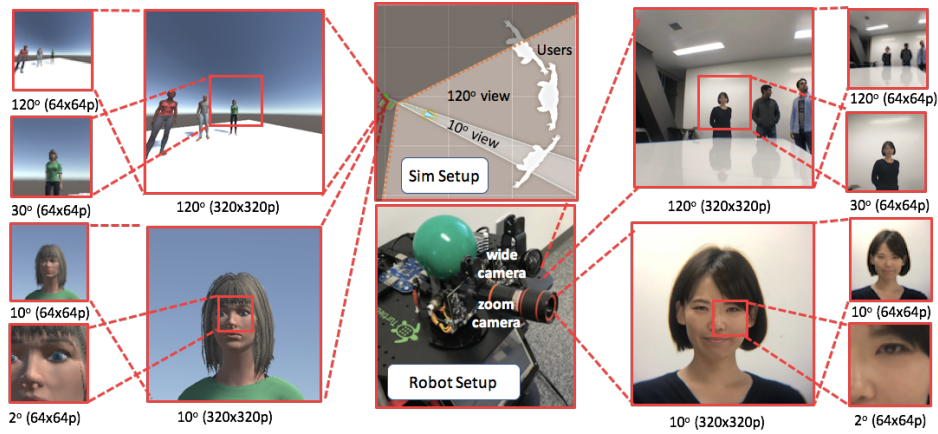 120° (64x64p)
30° (64x64p)
120° (320x320p)
10° (64x64p)
2° (64x64p)
10° (320x320p)
Users
120° view
10° view
Sim Setup
wide
camera
zoom
camera
Robot Setup
120° (320x320p)
120° (64x64p)
30° (64x64p)
10° (320x320p)
10° (64x64p)
2° (64x64p)